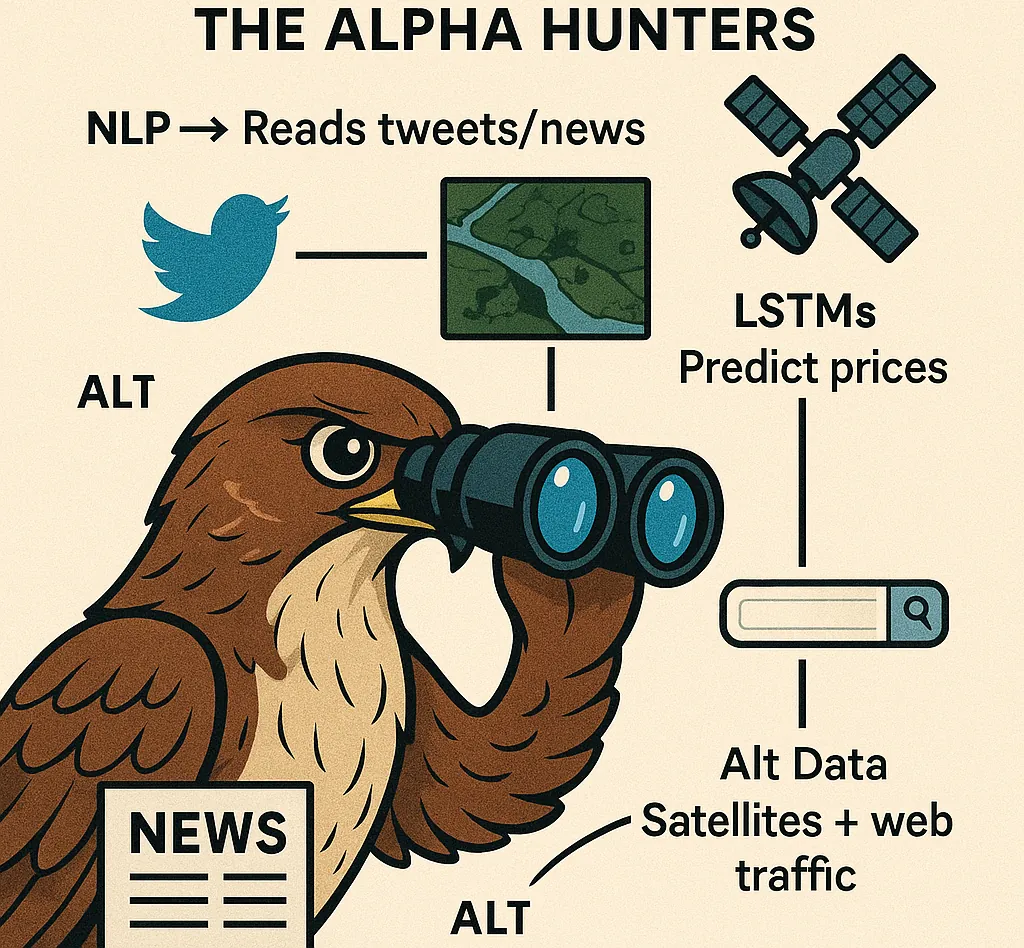 THE ALPHA HUNTERS
NLP → Reads tweets/news
LSTMs
Predict prices
ALT
Alt Data
Satellites + web
traffic
NEWS
ALT